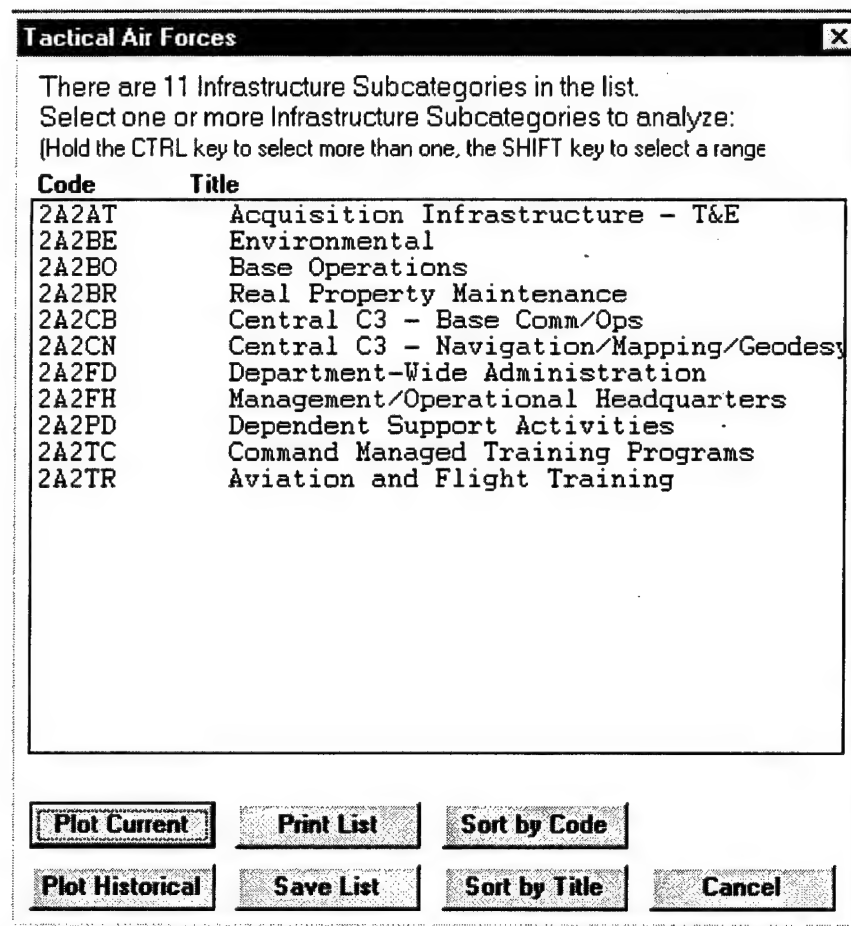 Tactical Air Forces
There are 11 Infrastructure Subcategories in the list.
Select one or more Infrastructure Subcategories to analyze:
(Hold the CTRL key to select more than one, the SHIFT key to select a range
Code Title
2A2AT Acquisition Infrastructure - T&E
2A2BE Environmental
2A2BO Base Operations
2A2BR Real Property Maintenance
2A2CB Central C3 - Base Comm/Ops
2A2CN Central C3 - Navigation/Mapping/Geodesy
2A2FD Department-Wide Administration
2A2FH Management/Operational Headquarters
2A2PD Dependent Support Activities
2A2TC Command Managed Training Programs
2A2TR Aviation and Flight Training
Plot Current Print List Sort by Code
Plot Historical Save List Sort by Title Cancel